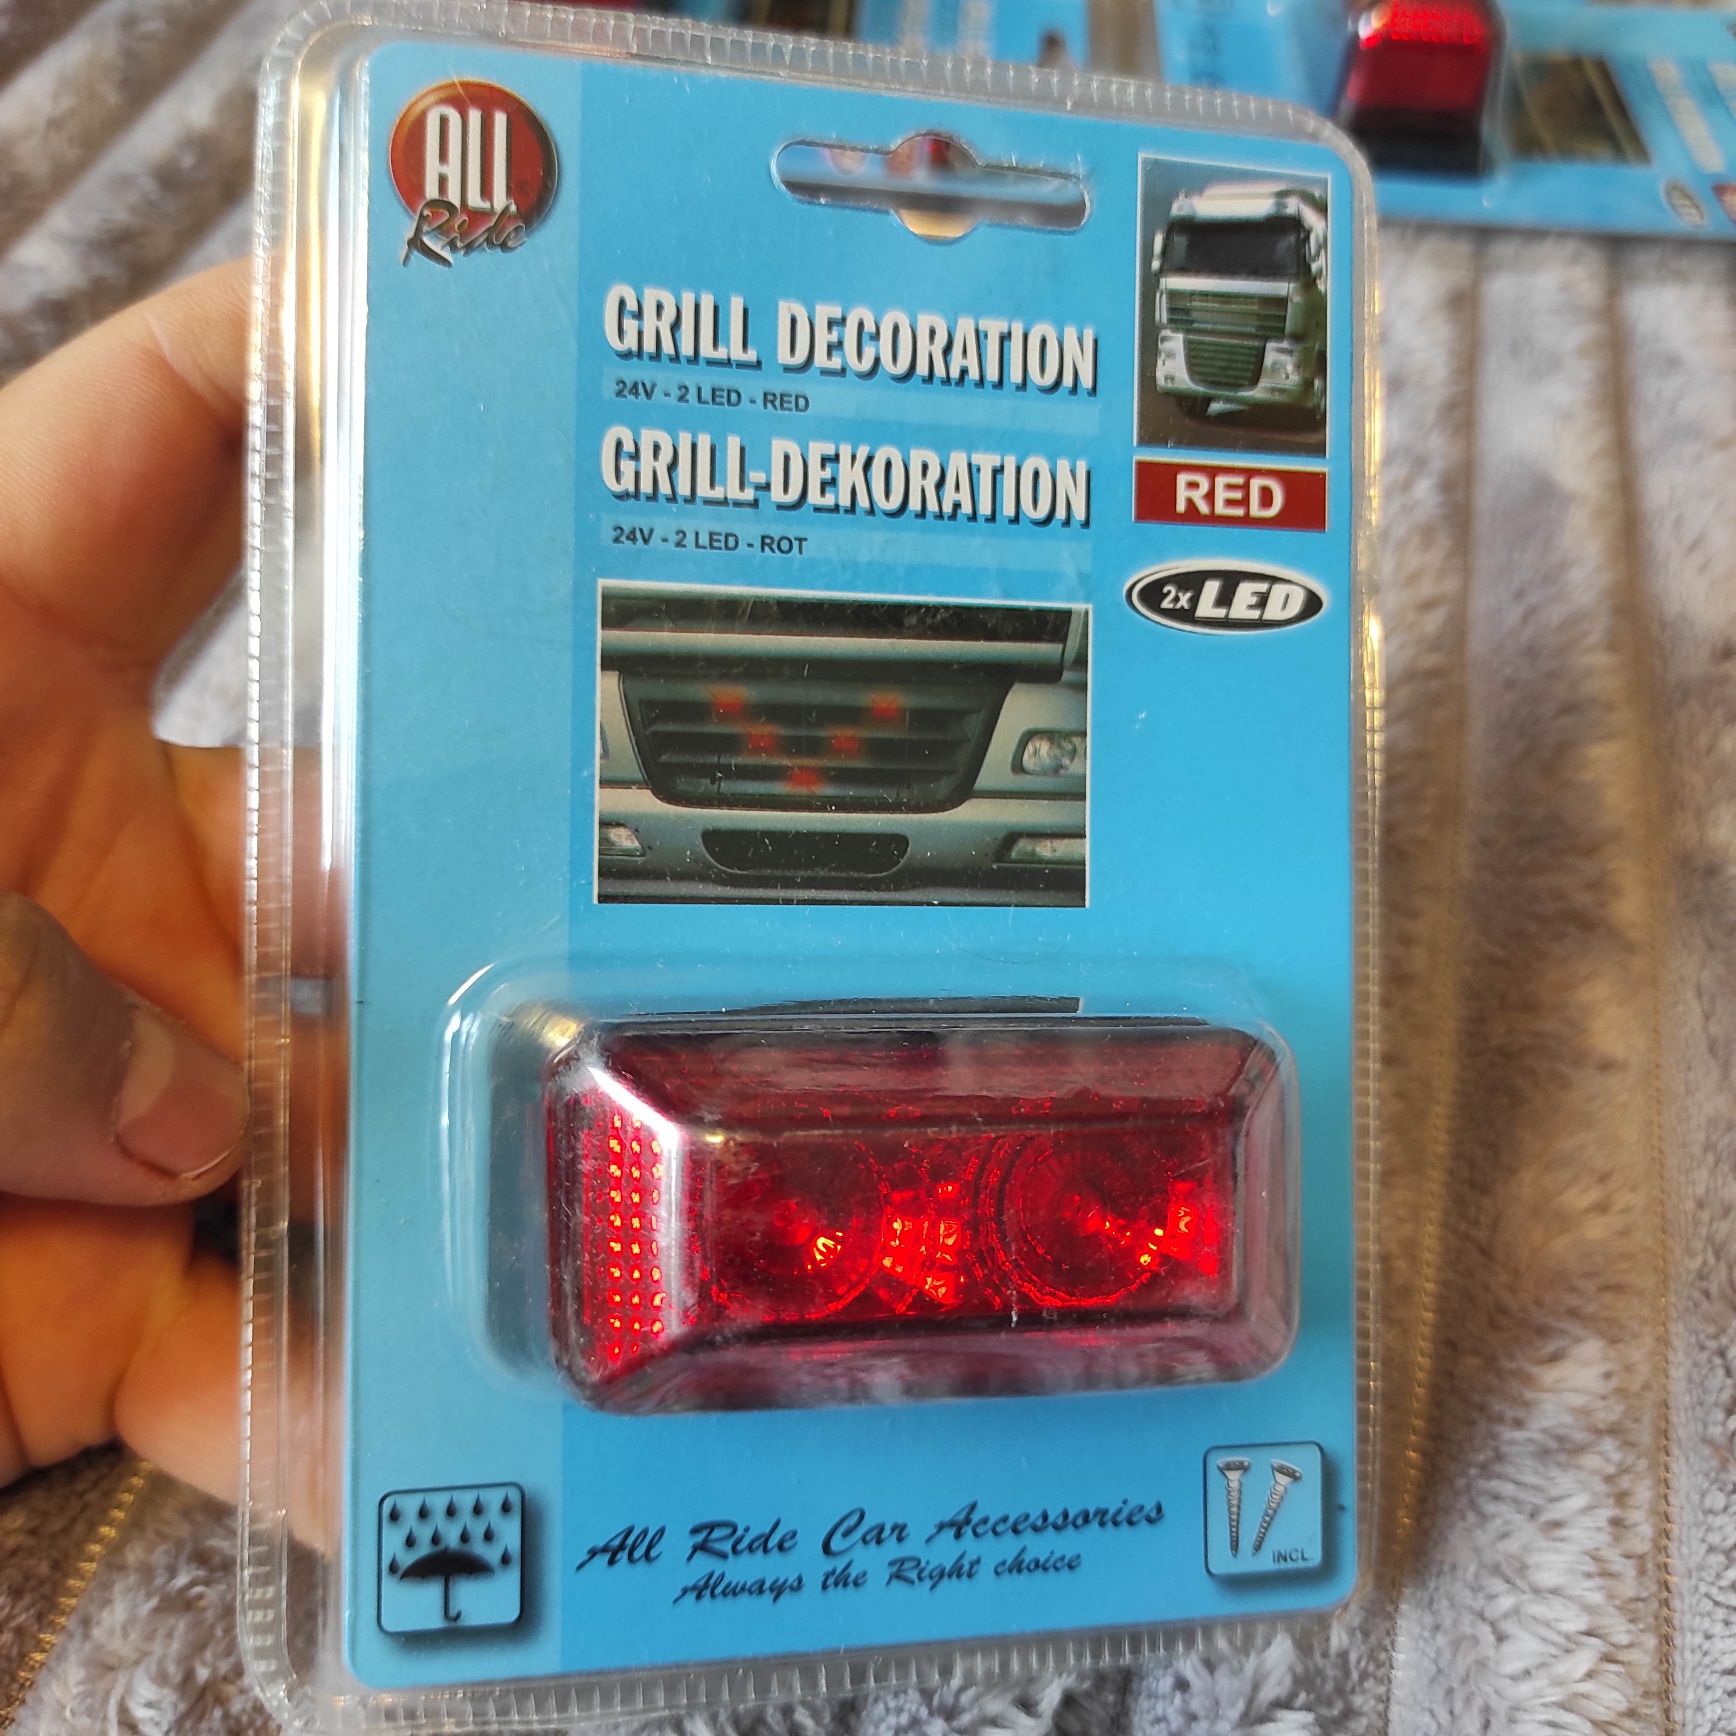 ALL
Ride
GRILL DECORATION
24V - 2 LED - RED
GRILL-DEKORATION
24V - 2 LED - ROT
RED
2x LED
All Ride Car Accessories
Always the Right choice
INCL.